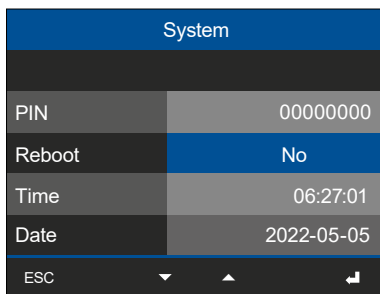 System
PIN 00000000
Reboot No
Time 06:27:01
Date 2022-05-05
ESC